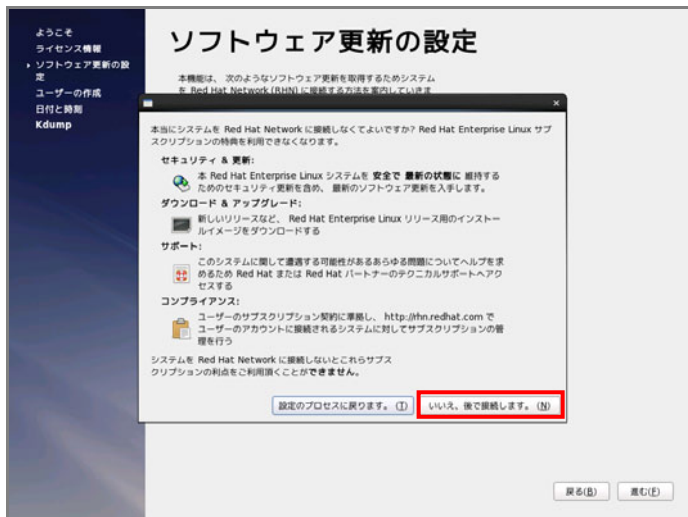 ようこそ
ライセンス情報
ソフトウェア更新の設
定
ユーザーの作成
日付と時刻
Kdump
ソフトウェア更新の設定
本機能は、 次のようなソフトウェア更新を取得するためシステム
を Red Hat Network (RHN) に接続する方法を案内していきま
本当にシステムを Red Hat Network に接続しなくてよいですか? Red Hat Enterprise Linux サブ
スクリプションの特典を利用できなくなります。
セキュリティ & 更新:
本 Red Hat Enterprise Linux システムを 安全で 最新の状態に 維持する
ためのセキュリティ更新を含め、 最新のソフトウェア更新を入手します。
ダウンロード & アップグレード:
新しいリリースなど、 Red Hat Enterprise Linux リリース用のインストー
ルイメージをダウンロードする
サポート:
このシステムに関して遭遇する可能性があるあらゆる問題についてヘルプを求
めるため Red Hat または Red Hat パートナーのテクニカルサポートへアク
セスする
コンプライアンス:
ユーザーのサブスクリプション契約に準拠し、 http://rhn.redhat.com で
ユーザーのアカウントに接続されるシステムに対してサブスクリプションの管
理を行う
システムを Red Hat Network に接続しないとこれらサブス
クリプションの利点をご利用頂くことができません。
設定のプロセスに戻ります。 (T)
いいえ、後で接続します。 (N)
戻る(B)
進む(F)